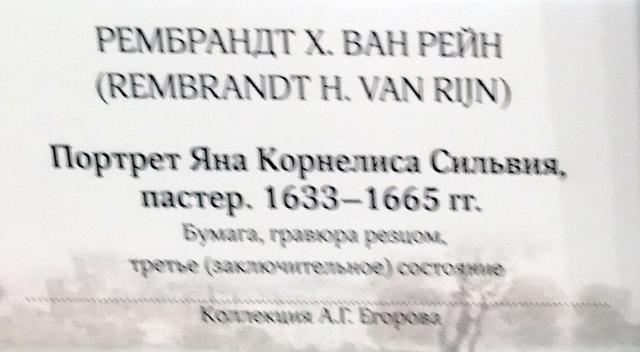 РЕМБРАНДТ Х. ВАН РЕЙН
(REMBRANDT H. VAN RIJN)
Портрет Яна Корнелиса Сильвия,
пастер. 1633–1665 гг.
Бумага, гравюра резцом,
третье (заключительное) состояние
Коллекция А.Г. Егорова